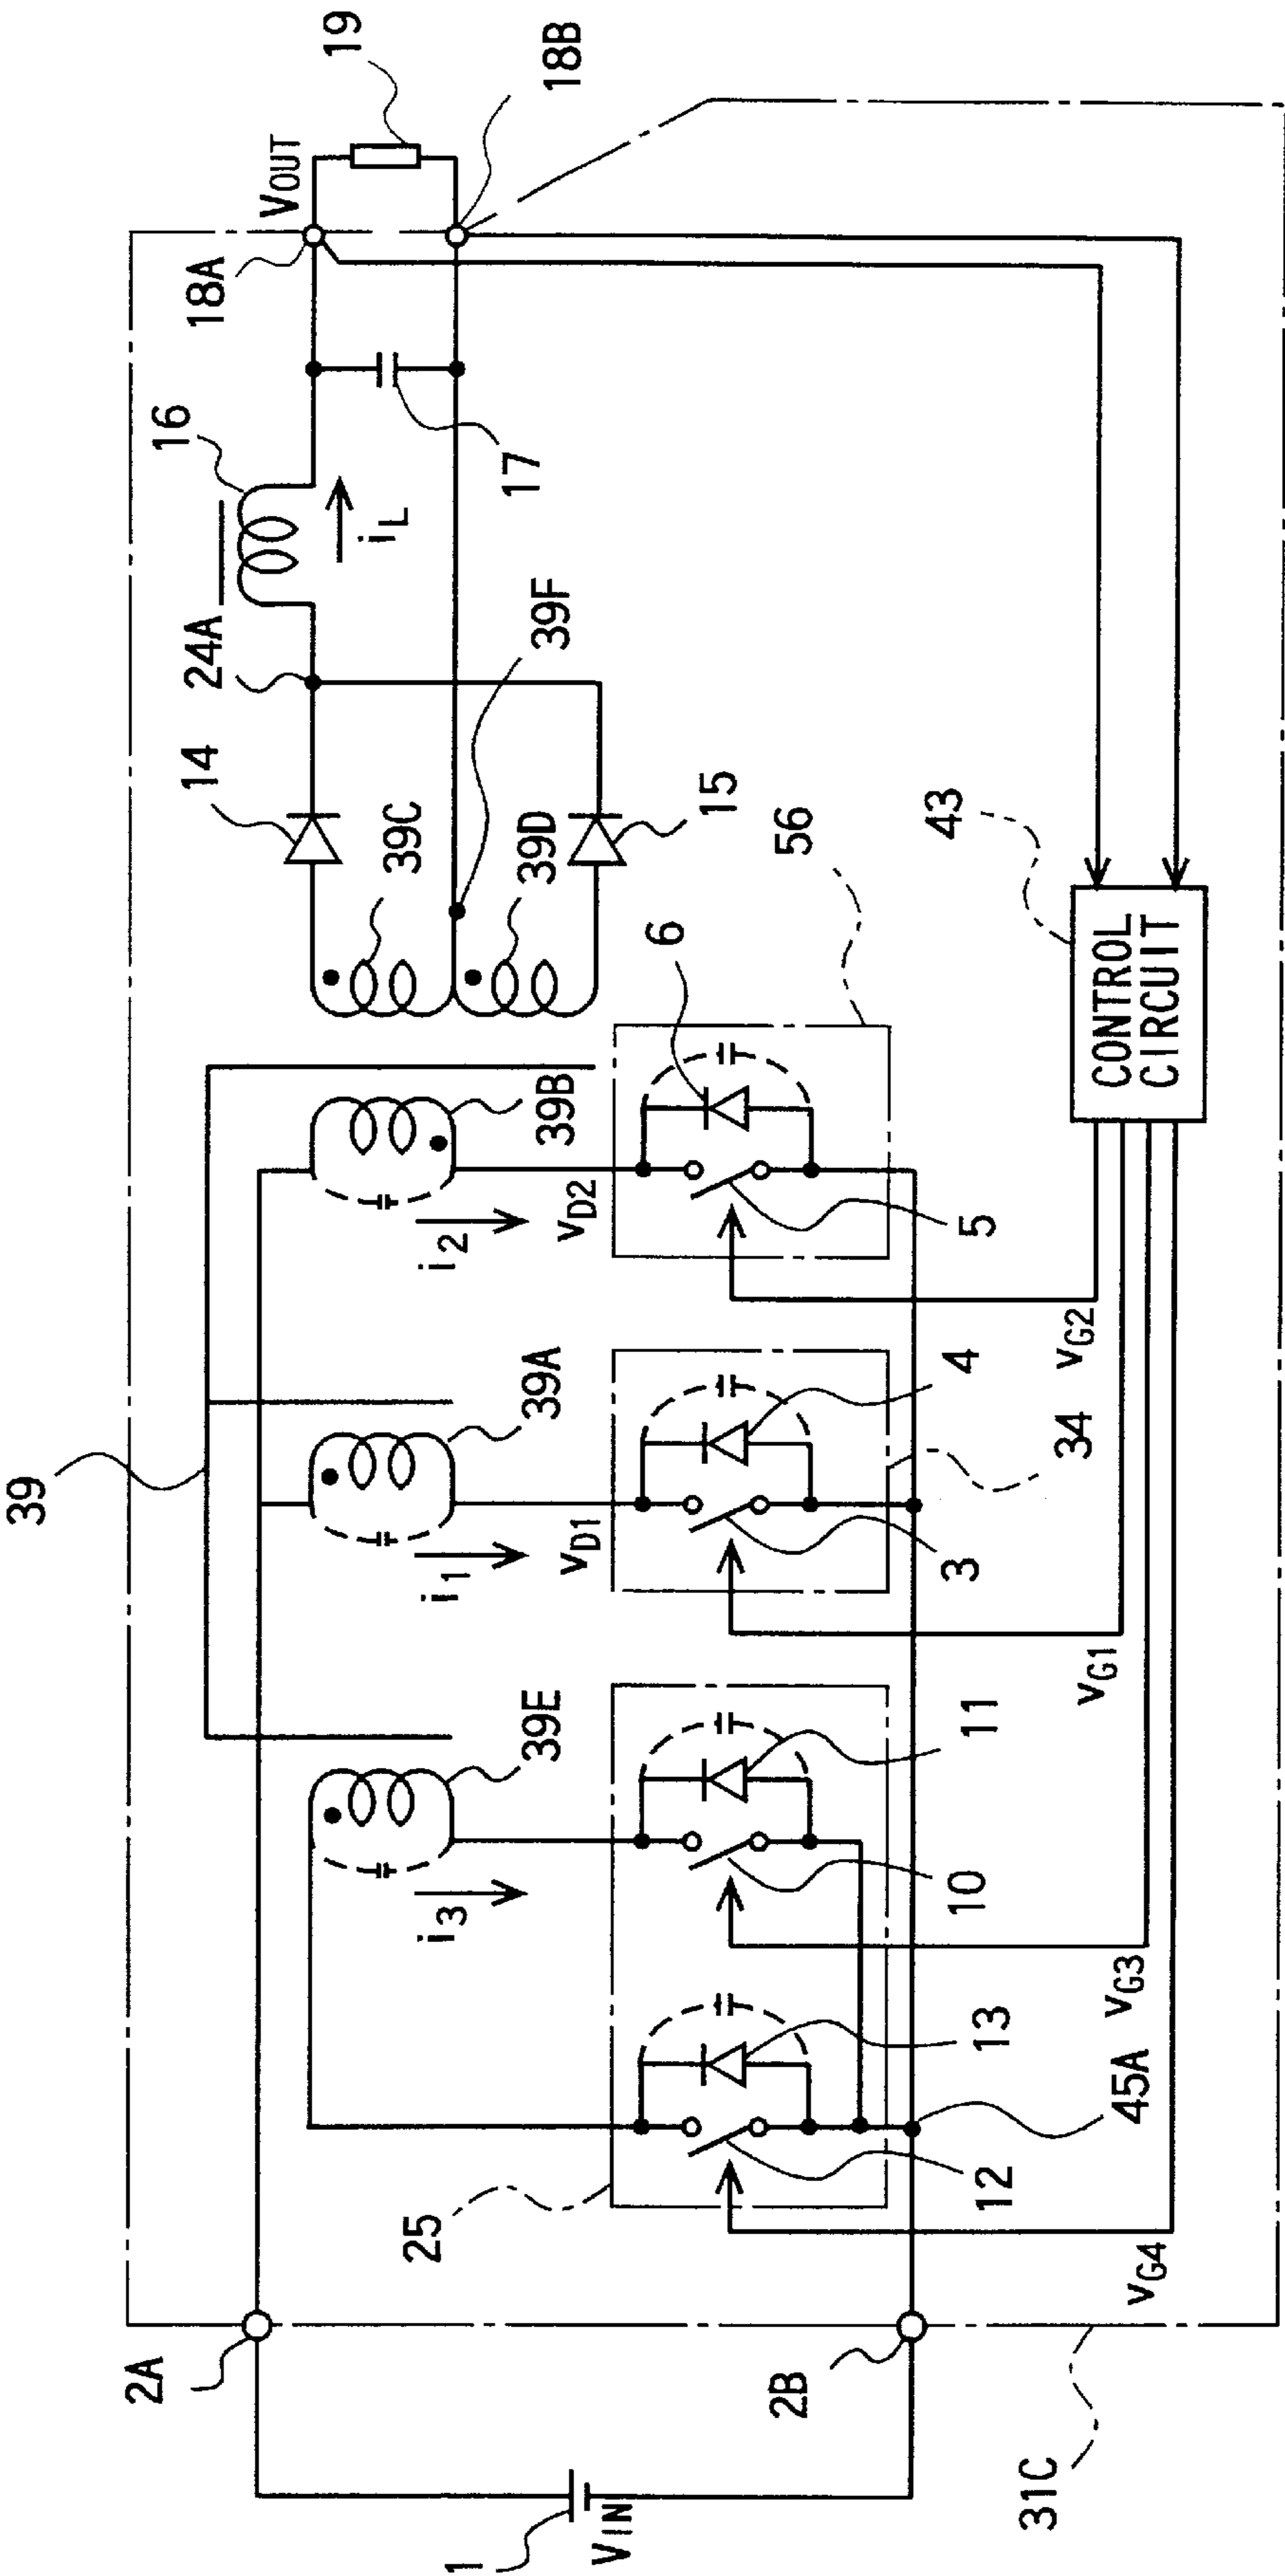 39
31C
1
VIN
2A
2B
25
12
13
10
11
45A
39E
i3
VG4
VG3
39A
i1
VD1
3
4
34
VG1
39B
i2
VD2
5
6
56
VG2
39C
39D
39F
14
15
24A
16
iL
17
18A
18B
VOUT
19
43
CONTROL
CIRCUIT